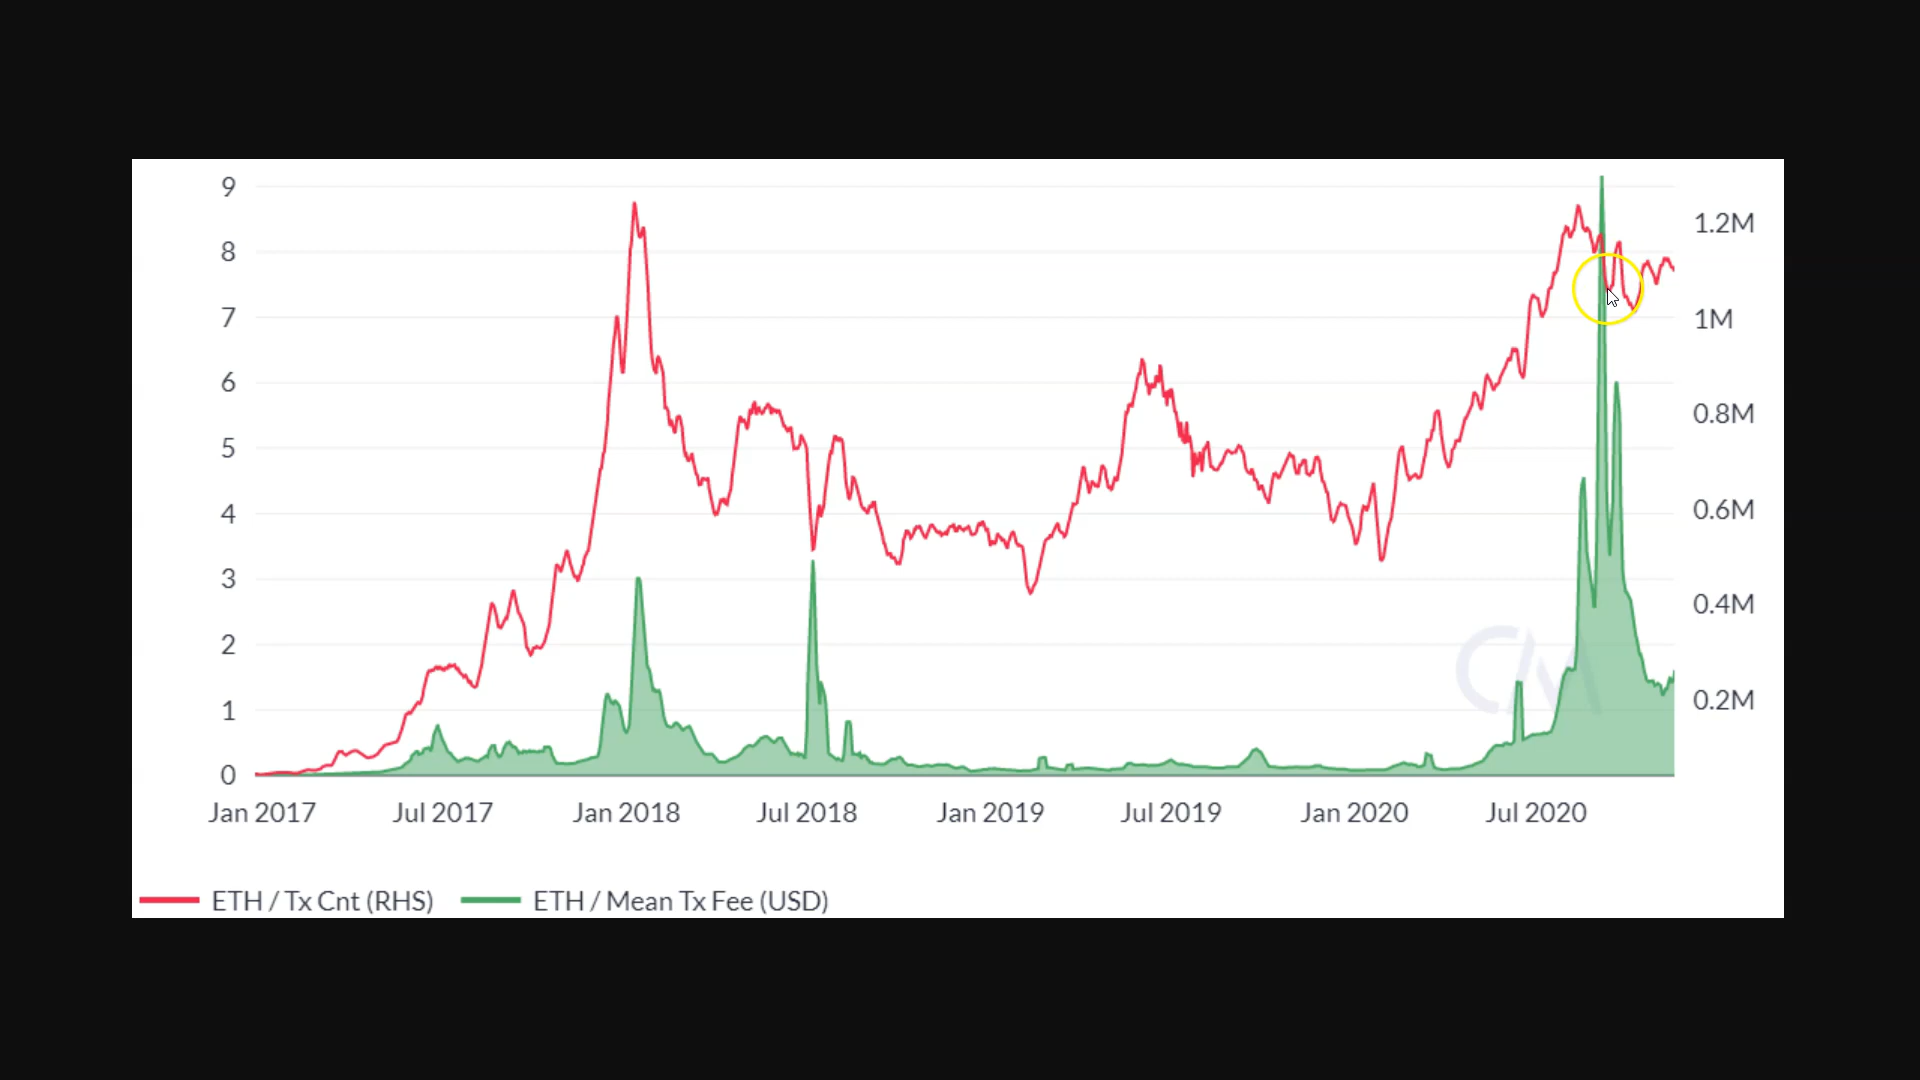 9
8
7
6
5
4
3
2
1
0
1.2M
1M
0.8M
0.6M
0.4M
0.2M
Jan 2017 Jul 2017 Jan 2018 Jul 2018 Jan 2019 Jul 2019 Jan 2020 Jul 2020
CM
ETH / Tx Cnt (RHS) ETH / Mean Tx Fee (USD)